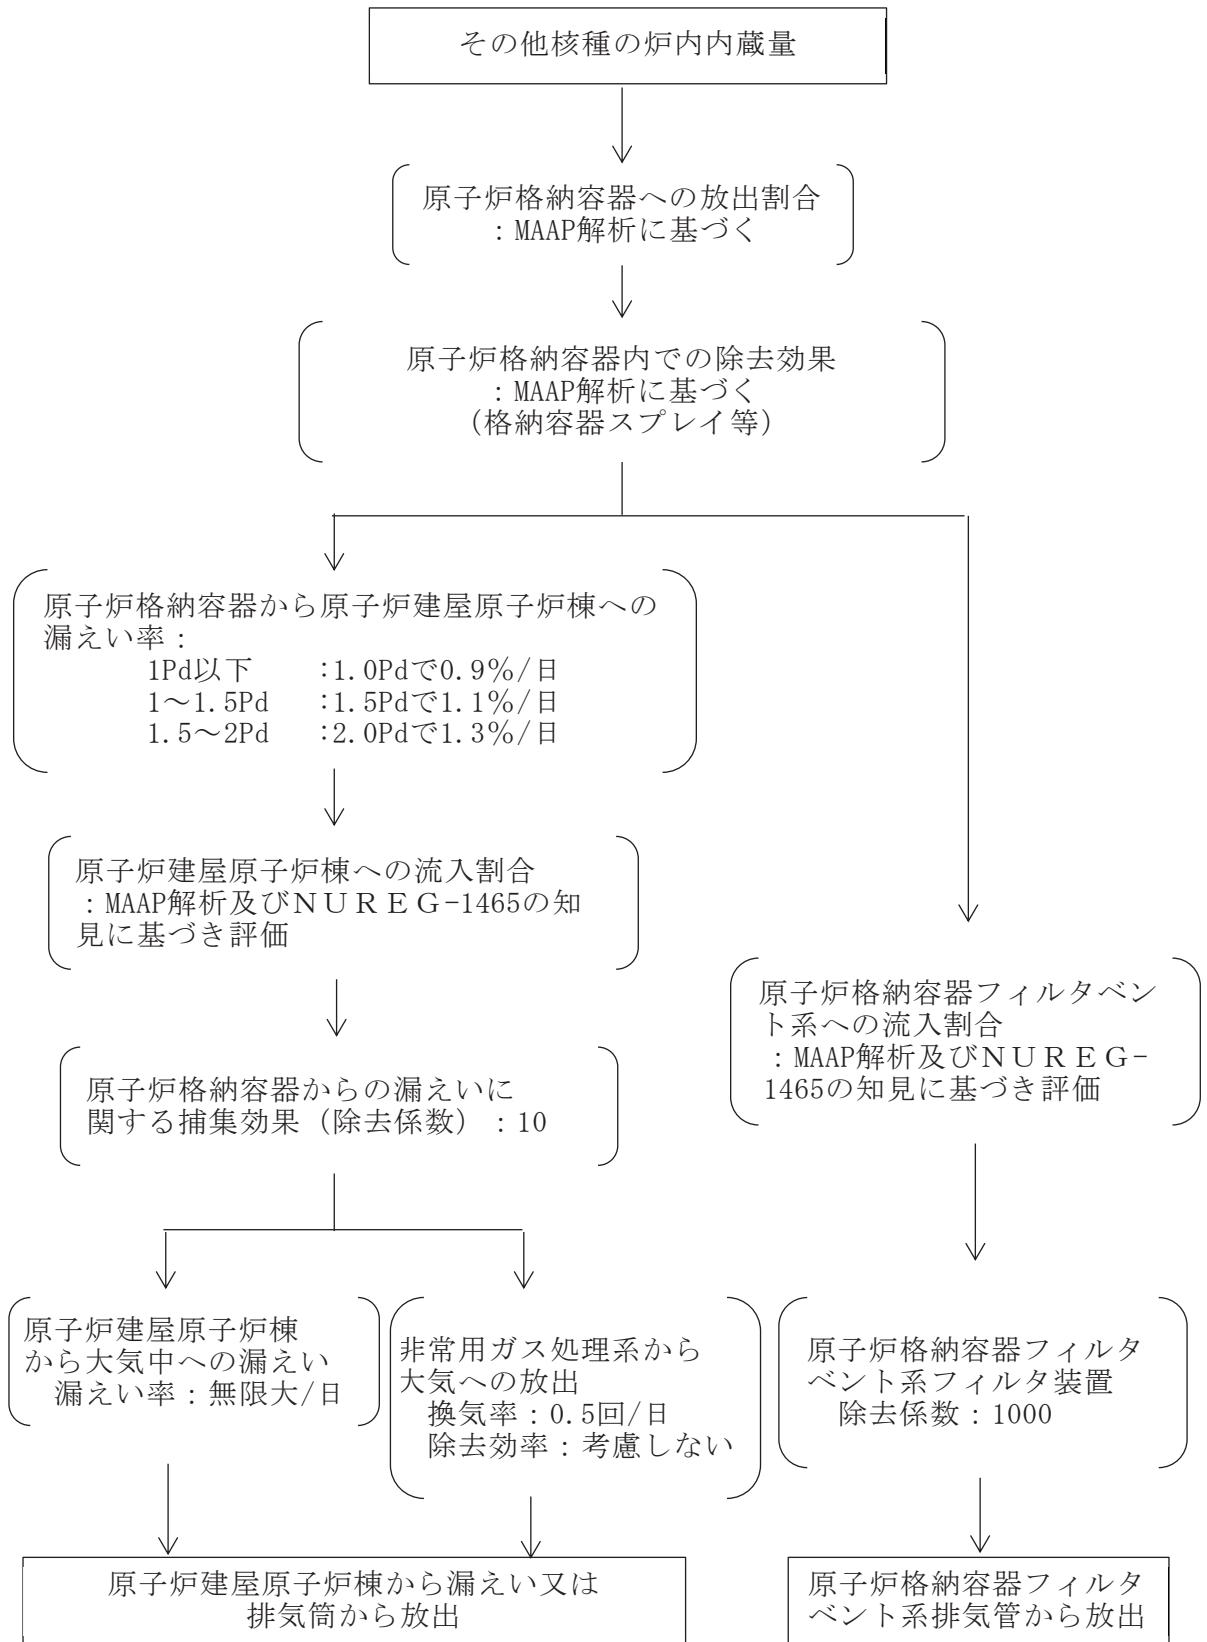 その他核種の炉内内蔵量
原子炉格納容器への放出割合
：MAAP解析に基づく
原子炉格納容器内での除去効果
：MAAP解析に基づく
（格納容器スプレイ等）
原子炉格納容器から原子炉建屋原子炉棟への
漏えい率：
1Pd以下　　：1.0Pdで0.9％/日
1～1.5Pd　：1.5Pdで1.1％/日
1.5～2Pd　：2.0Pdで1.3％/日
原子炉建屋原子炉棟への流入割合
：MAAP解析及びＮＵＲＥＧ-1465の知
見に基づき評価
原子炉格納容器からの漏えいに
関する捕集効果（除去係数）：10
原子炉格納容器フィルタベン
ト系への流入割合
：MAAP解析及びＮＵＲＥＧ-
1465の知見に基づき評価
原子炉建屋原子炉棟
から大気中への漏えい
漏えい率：無限大/日
非常用ガス処理系から
大気への放出
換気率：0.5回/日
除去効率：考慮しない
原子炉格納容器フィルタ
ベント系フィルタ装置
除去係数：1000
原子炉建屋原子炉棟から漏えい又は
排気筒から放出
原子炉格納容器フィルタ
ベント系排気管から放出